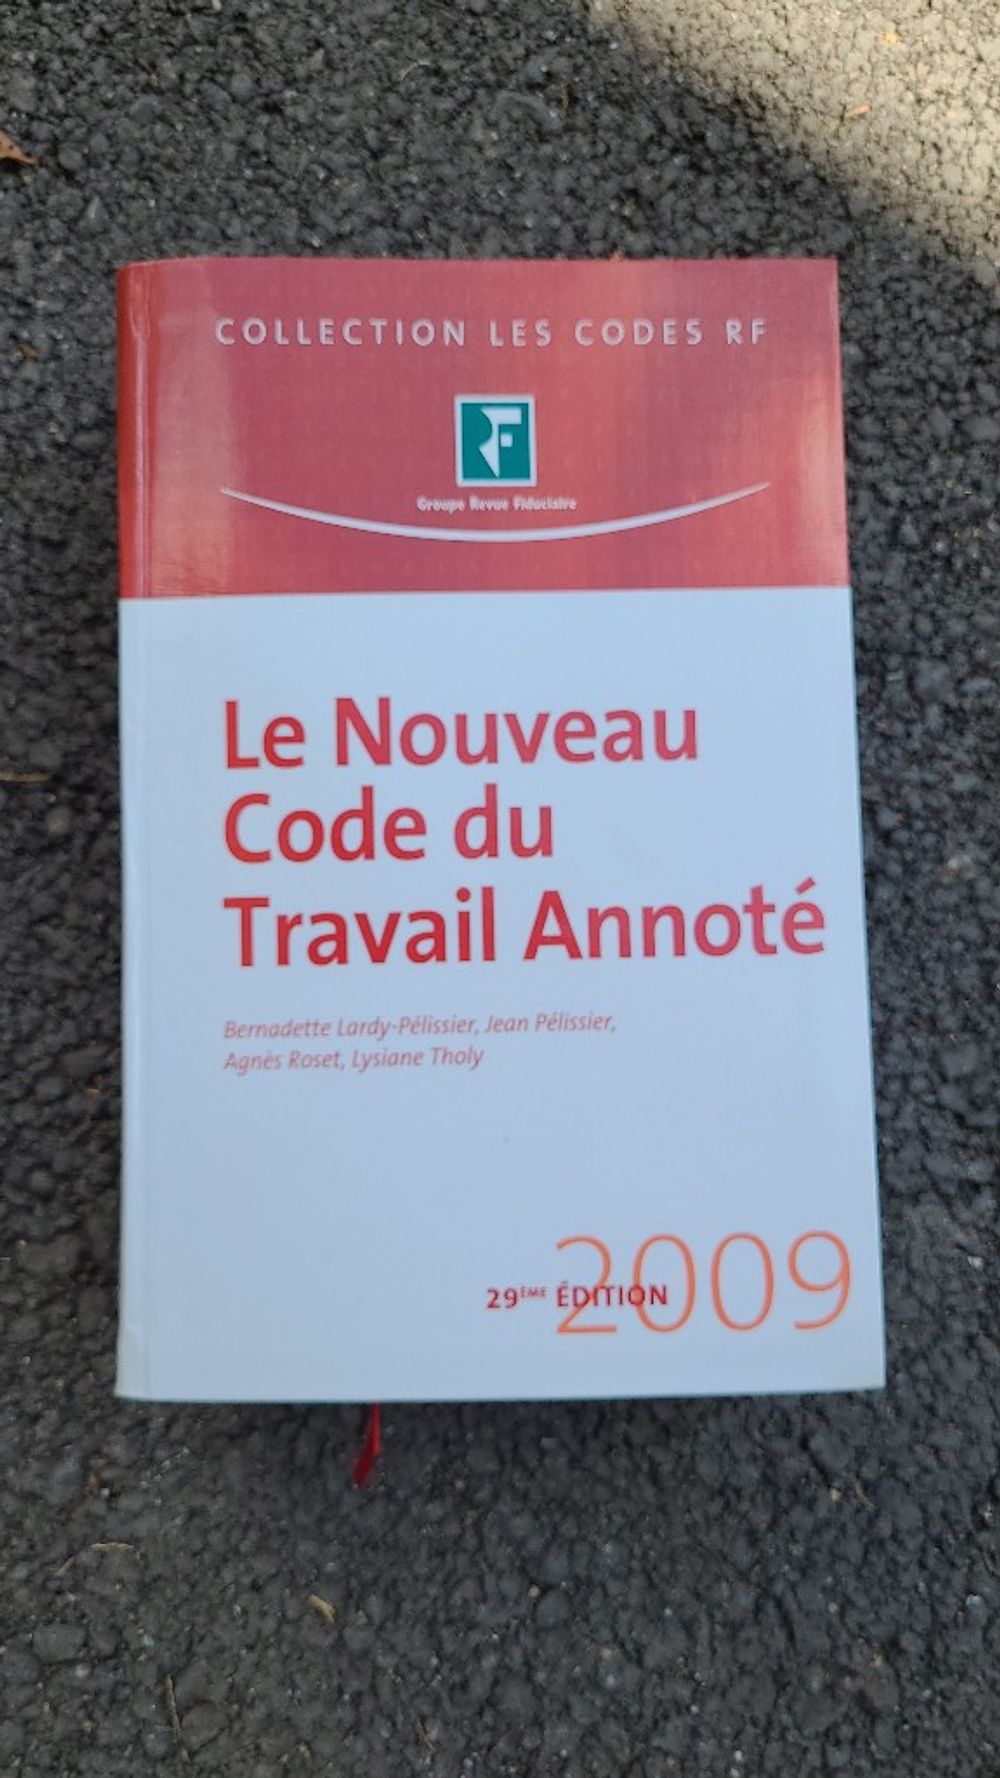 COLLECTION LES CODES RF
RF
Groupe Revue Fiduciaire
Le Nouveau
Code du
Travail Annoté
Bernadette Lardy-Pélissier, Jean Pélissier,
Agnès Roset, Lysiane Tholy
2009
29ÈME ÉDITION